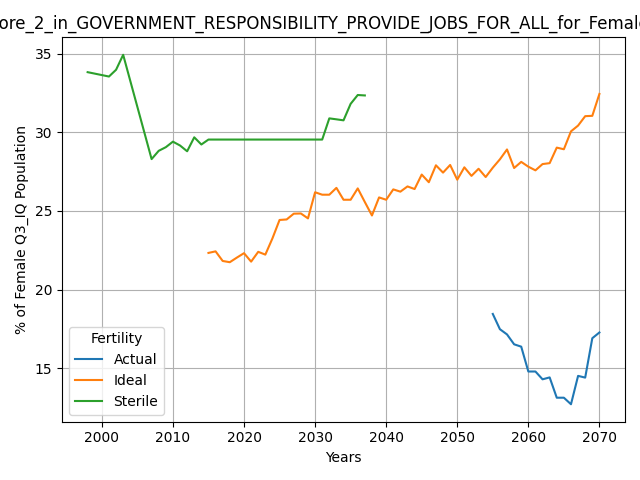 ore_2_in_GOVERNMENT_RESPONSIBILITY_PROVIDE_JOBS_FOR_ALL_for_Female
% of Female Q3_IQ Population
35
30
25
20
15
Fertility
Actual
Ideal
Sterile
2000 2010 2020 2030 2040 2050 2060 2070
Years